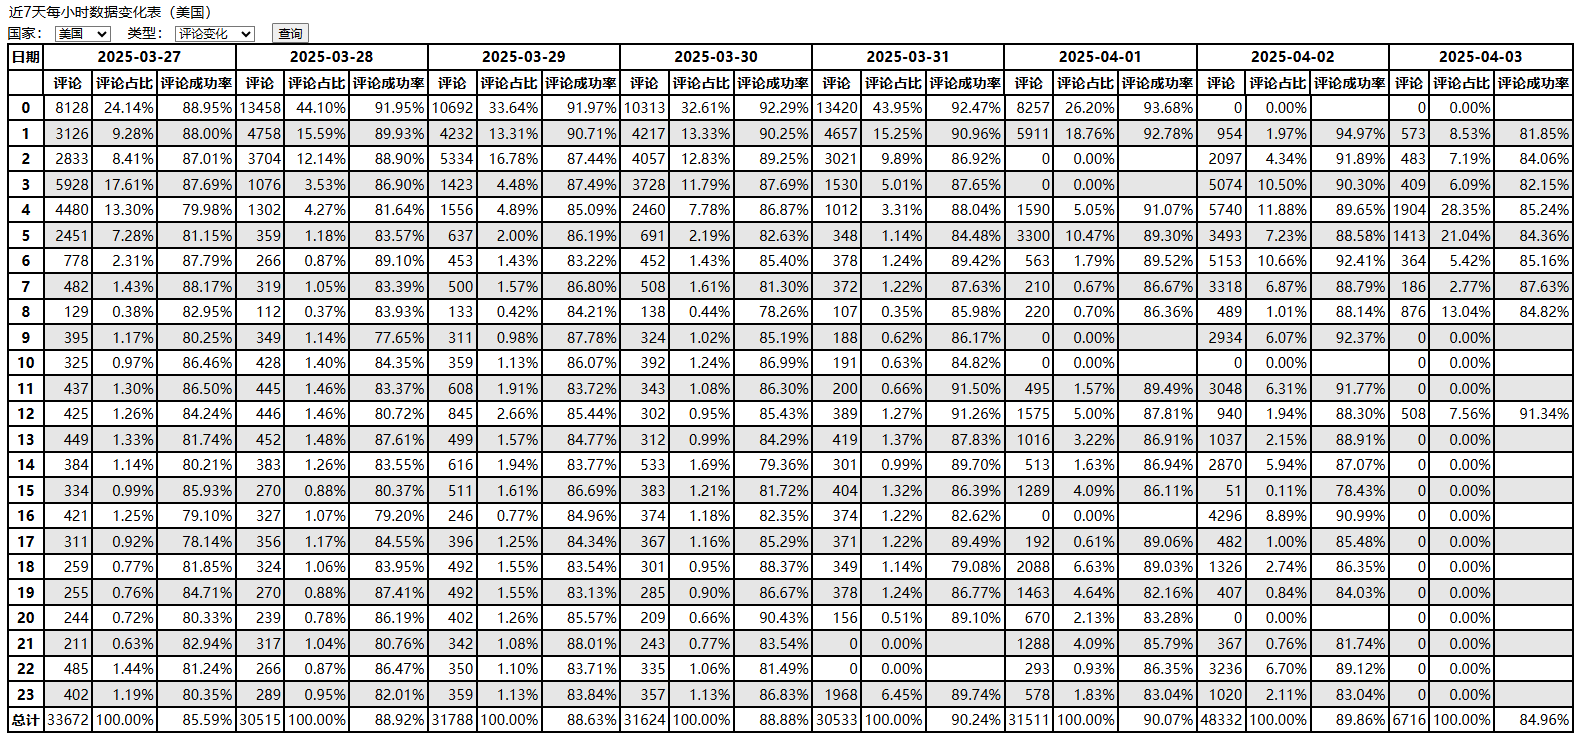 近7天每小时数据变化表（美国）
国家： 美国 类型： 评论变化 查询
日期 2025-03-27 2025-03-28 2025-03-29 2025-03-30 2025-03-31 2025-04-01 2025-04-02 2025-04-03
评论 评论占比 评论成功率 评论 评论占比 评论成功率 评论 评论占比 评论成功率 评论 评论占比 评论成功率 评论 评论占比 评论成功率 评论 评论占比 评论成功率 评论 评论占比 评论成功率 评论 评论占比 评论成功率
0 8128 24.14% 88.95% 13458 44.10% 91.95% 10692 33.64% 91.97% 10313 32.61% 92.29% 13420 43.95% 92.47% 8257 26.20% 93.68% 0 0.00% 0 0.00%
1 3126 9.28% 88.00% 4758 15.59% 89.93% 4232 13.31% 90.71% 4217 13.33% 90.25% 4657 15.25% 90.96% 5911 18.76% 92.78% 954 1.97% 94.97% 573 8.53% 81.85%
2 2833 8.41% 87.01% 3704 12.14% 88.90% 5334 16.78% 87.44% 4057 12.83% 89.25% 3021 9.89% 86.92% 0 0.00% 2097 4.34% 91.89% 483 7.19% 84.06%
3 5928 17.61% 87.69% 1076 3.53% 86.90% 1423 4.48% 87.49% 3728 11.79% 87.69% 1530 5.01% 87.65% 0 0.00% 5074 10.50% 90.30% 409 6.09% 82.15%
4 4480 13.30% 79.98% 1302 4.27% 81.64% 1556 4.89% 85.09% 2460 7.78% 86.87% 1012 3.31% 88.04% 1590 5.05% 91.07% 5740 11.88% 89.65% 1904 28.35% 85.24%
5 2451 7.28% 81.15% 359 1.18% 83.57% 637 2.00% 86.19% 691 2.19% 82.63% 348 1.14% 84.48% 3300 10.47% 89.30% 3493 7.23% 88.58% 1413 21.04% 84.36%
6 778 2.31% 87.79% 266 0.87% 89.10% 453 1.43% 83.22% 452 1.43% 85.40% 378 1.24% 89.42% 563 1.79% 89.52% 5153 10.66% 92.41% 364 5.42% 85.16%
7 482 1.43% 88.17% 319 1.05% 83.39% 500 1.57% 86.80% 508 1.61% 81.30% 372 1.22% 87.63% 210 0.67% 86.67% 3318 6.87% 88.79% 186 2.77% 87.63%
8 129 0.38% 82.95% 112 0.37% 83.93% 133 0.42% 84.21% 138 0.44% 78.26% 107 0.35% 85.98% 220 0.70% 86.36% 489 1.01% 88.14% 876 13.04% 84.82%
9 395 1.17% 80.25% 349 1.14% 77.65% 311 0.98% 87.78% 324 1.02% 85.19% 188 0.62% 86.17% 0 0.00% 2934 6.07% 92.37% 0 0.00%
10 325 0.97% 86.46% 428 1.40% 84.35% 359 1.13% 86.07% 392 1.24% 86.99% 191 0.63% 84.82% 0 0.00% 0 0.00% 0 0.00%
11 437 1.30% 86.50% 445 1.46% 83.37% 608 1.91% 83.72% 343 1.08% 86.30% 200 0.66% 91.50% 495 1.57% 89.49% 3048 6.31% 91.77% 0 0.00%
12 425 1.26% 84.24% 446 1.46% 80.72% 845 2.66% 85.44% 302 0.95% 85.43% 389 1.27% 91.26% 1575 5.00% 87.81% 940 1.94% 88.30% 508 7.56% 91.34%
13 449 1.33% 81.74% 452 1.48% 87.61% 499 1.57% 84.77% 312 0.99% 84.29% 419 1.37% 87.83% 1016 3.22% 86.91% 1037 2.15% 88.91% 0 0.00%
14 384 1.14% 80.21% 383 1.26% 83.55% 616 1.94% 83.77% 533 1.69% 79.36% 301 0.99% 89.70% 513 1.63% 86.94% 2870 5.94% 87.07% 0 0.00%
15 334 0.99% 85.93% 270 0.88% 80.37% 511 1.61% 86.69% 383 1.21% 81.72% 404 1.32% 86.39% 1289 4.09% 86.11% 51 0.11% 78.43% 0 0.00%
16 421 1.25% 79.10% 327 1.07% 79.20% 246 0.77% 84.96% 374 1.18% 82.35% 374 1.22% 82.62% 0 0.00% 4296 8.89% 90.99% 0 0.00%
17 311 0.92% 78.14% 356 1.17% 84.55% 396 1.25% 84.34% 367 1.16% 85.29% 371 1.22% 89.49% 192 0.61% 89.06% 482 1.00% 85.48% 0 0.00%
18 259 0.77% 81.85% 324 1.06% 83.95% 492 1.55% 83.54% 301 0.95% 88.37% 349 1.14% 79.08% 2088 6.63% 89.03% 1326 2.74% 86.35% 0 0.00%
19 255 0.76% 84.71% 270 0.88% 87.41% 492 1.55% 83.13% 285 0.90% 86.67% 378 1.24% 86.77% 1463 4.64% 82.16% 407 0.84% 84.03% 0 0.00%
20 244 0.72% 80.33% 239 0.78% 86.19% 402 1.26% 85.57% 209 0.66% 90.43% 156 0.51% 89.10% 670 2.13% 83.28% 0 0.00% 0 0.00%
21 211 0.63% 82.94% 317 1.04% 80.76% 342 1.08% 88.01% 243 0.77% 83.54% 0 0.00% 1288 4.09% 85.79% 367 0.76% 81.74% 0 0.00%
22 485 1.44% 81.24% 266 0.87% 86.47% 350 1.10% 83.71% 335 1.06% 81.49% 0 0.00% 293 0.93% 86.35% 3236 6.70% 89.12% 0 0.00%
23 402 1.19% 80.35% 289 0.95% 82.01% 359 1.13% 83.84% 357 1.13% 86.83% 1968 6.45% 89.74% 578 1.83% 83.04% 1020 2.11% 83.04% 0 0.00%
总计 33672 100.00% 85.59% 30515 100.00% 88.92% 31788 100.00% 88.63% 31624 100.00% 88.88% 30533 100.00% 90.24% 31511 100.00% 90.07% 48332 100.00% 89.86% 6716 100.00% 84.96%